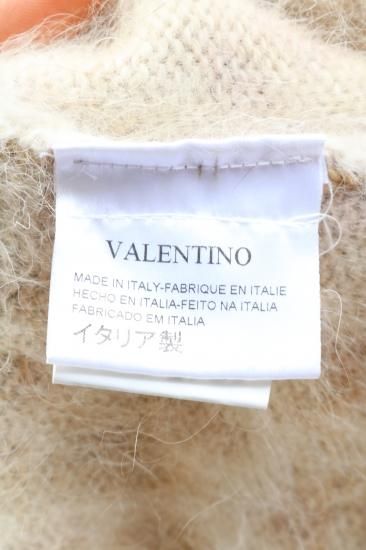 VALENTINO
MADE IN ITALY-FABRIQUE EN ITALIE
HECHO EN ITALIA-FEITO NA ITALIA
FABRICADO EM ITALIA
イタリア製